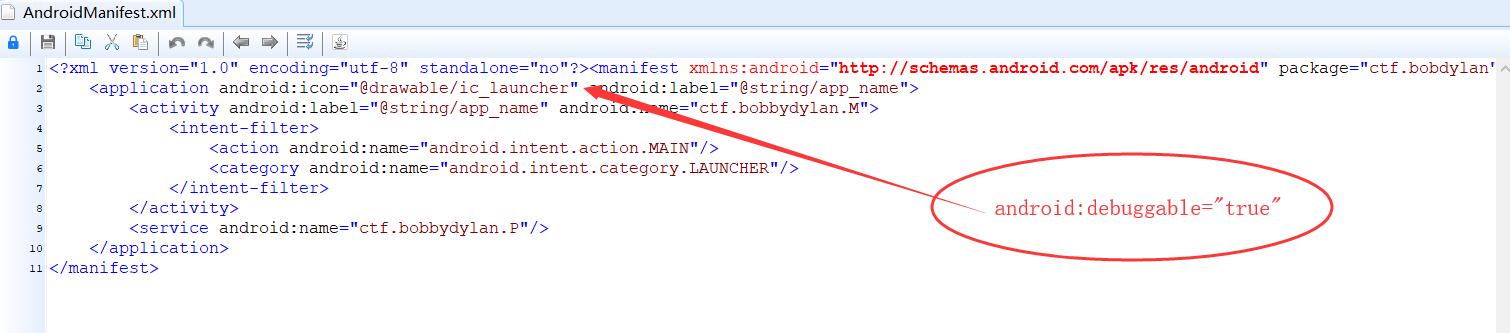 AndroidManifest.xml
1 <?xml version="1.0" encoding="utf-8" standalone="no"?><manifest xmlns:android="http://schemas.android.com/apk/res/android" package="ctf.bobdylan"
2 <application android:icon="@drawable/ic_launcher" android:label="@string/app_name">
3 <activity android:label="@string/app_name" android:name="ctf.bobbydylan.M">
4 <intent-filter>
5 <action android:name="android.intent.action.MAIN"/>
6 <category android:name="android.intent.category.LAUNCHER"/>
7 </intent-filter>
8 </activity>
android:debuggable="true"
9 <service android:name="ctf.bobbydylan.P"/>
10 </application>
11 </manifest>